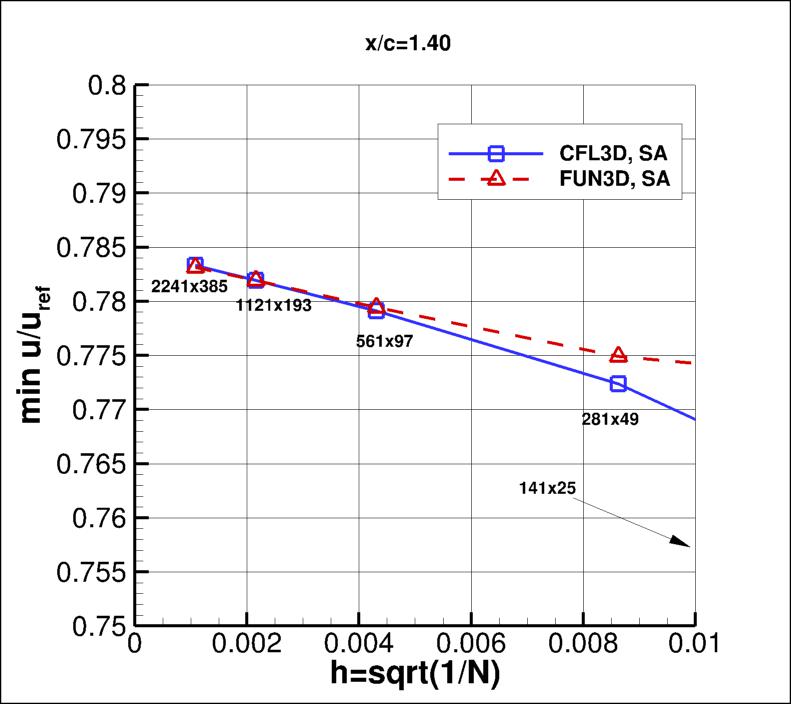 x/c=1.40
0.8
0.795
0.79
0.785
0.78
0.775
0.77
0.765
0.76
0.755
0.75
min u/uref
CFL3D, SA
FUN3D, SA
2241x385
1121x193
561x97
281x49
141x25
0 0.002 0.004 0.006 0.008 0.01
h=sqrt(1/N)